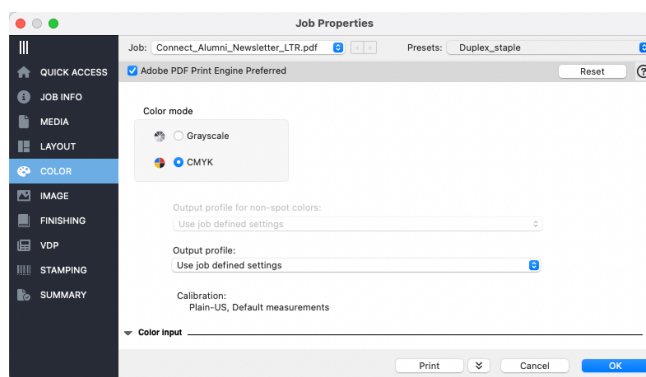 Job Properties
Job: Connect_Alumni_Newsletter_LTR.pdf Presets: Duplex_staple
QUICK ACCESS
JOB INFO
MEDIA
LAYOUT
COLOR
IMAGE
FINISHING
VDP
STAMPING
SUMMARY
Adobe PDF Print Engine Preferred Reset ?
Color mode
Grayscale
CMYK
Output profile for non-spot colors:
Use job defined settings
Output profile:
Use job defined settings
Calibration:
Plain-US, Default measurements
Color input
Print Cancel OK